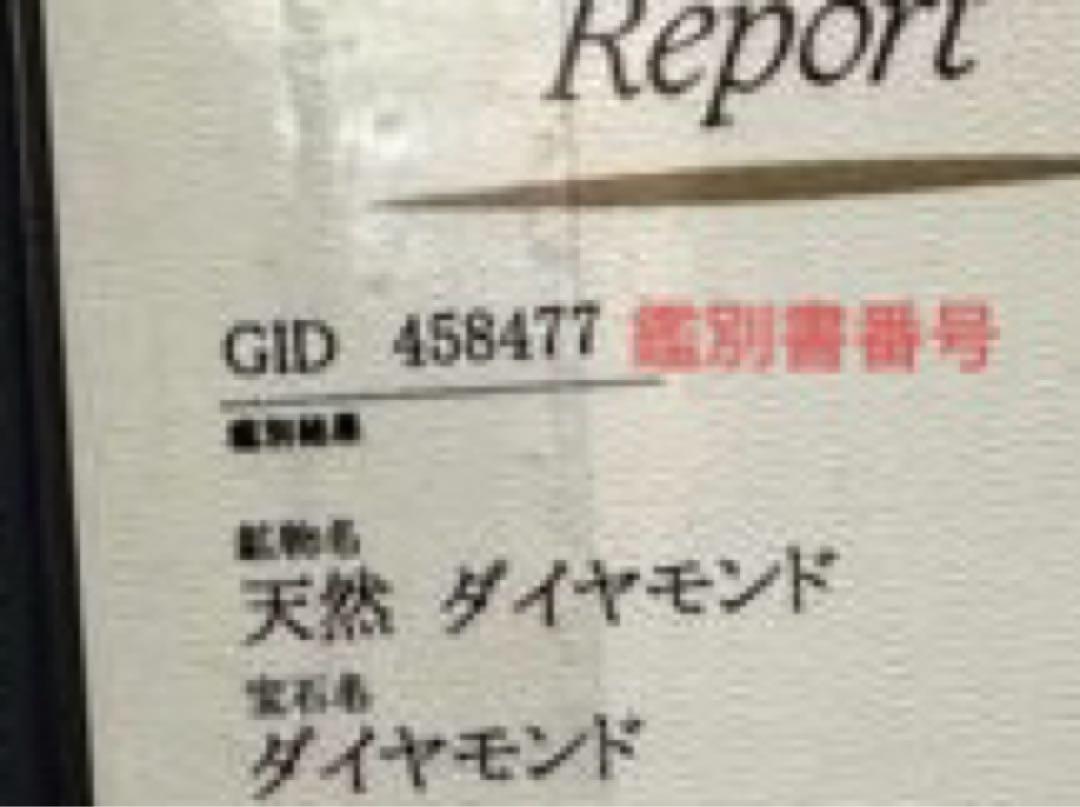 Report
GID 458477 鑑別書番号
鑑別結果
鉱物名
天然 ダイヤモンド
宝石名
ダイヤモンド